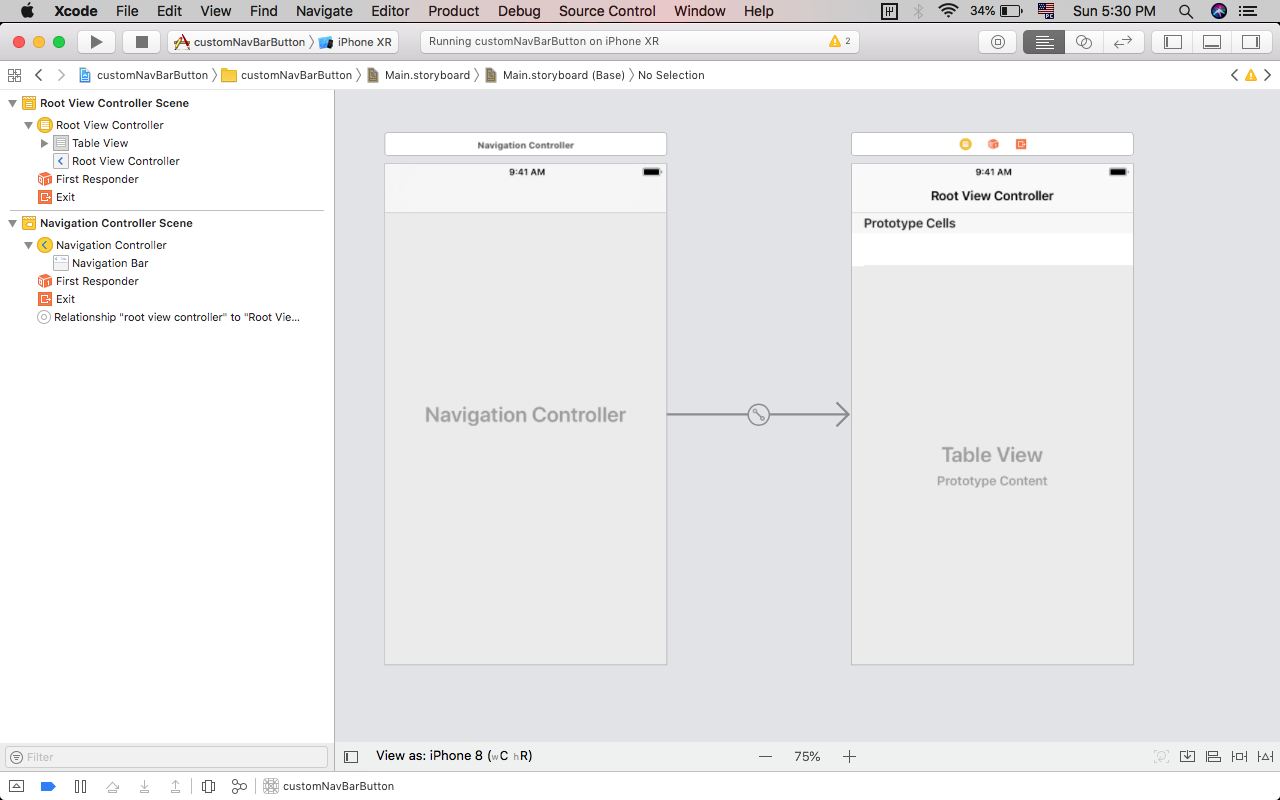 Xcode File Edit View Find Navigate Editor Product Debug Source Control Window Help 34% Sun 5:30 PM
customNavBarButton iPhone XR Running customNavBarButton on iPhone XR 2
customNavBarButton customNavBarButton Main.storyboard Main.storyboard (Base) No Selection
Root View Controller Scene
Root View Controller
Table View
Root View Controller
First Responder
Exit
Navigation Controller Scene
Navigation Controller
Navigation Bar
First Responder
Exit
Relationship "root view controller" to "Root Vie...
Filter
Navigation Controller
9:41 AM
Navigation Controller
9:41 AM
Root View Controller
Prototype Cells
Table View
Prototype Content
View as: iPhone 8 (wC hR) 75%
customNavBarButton